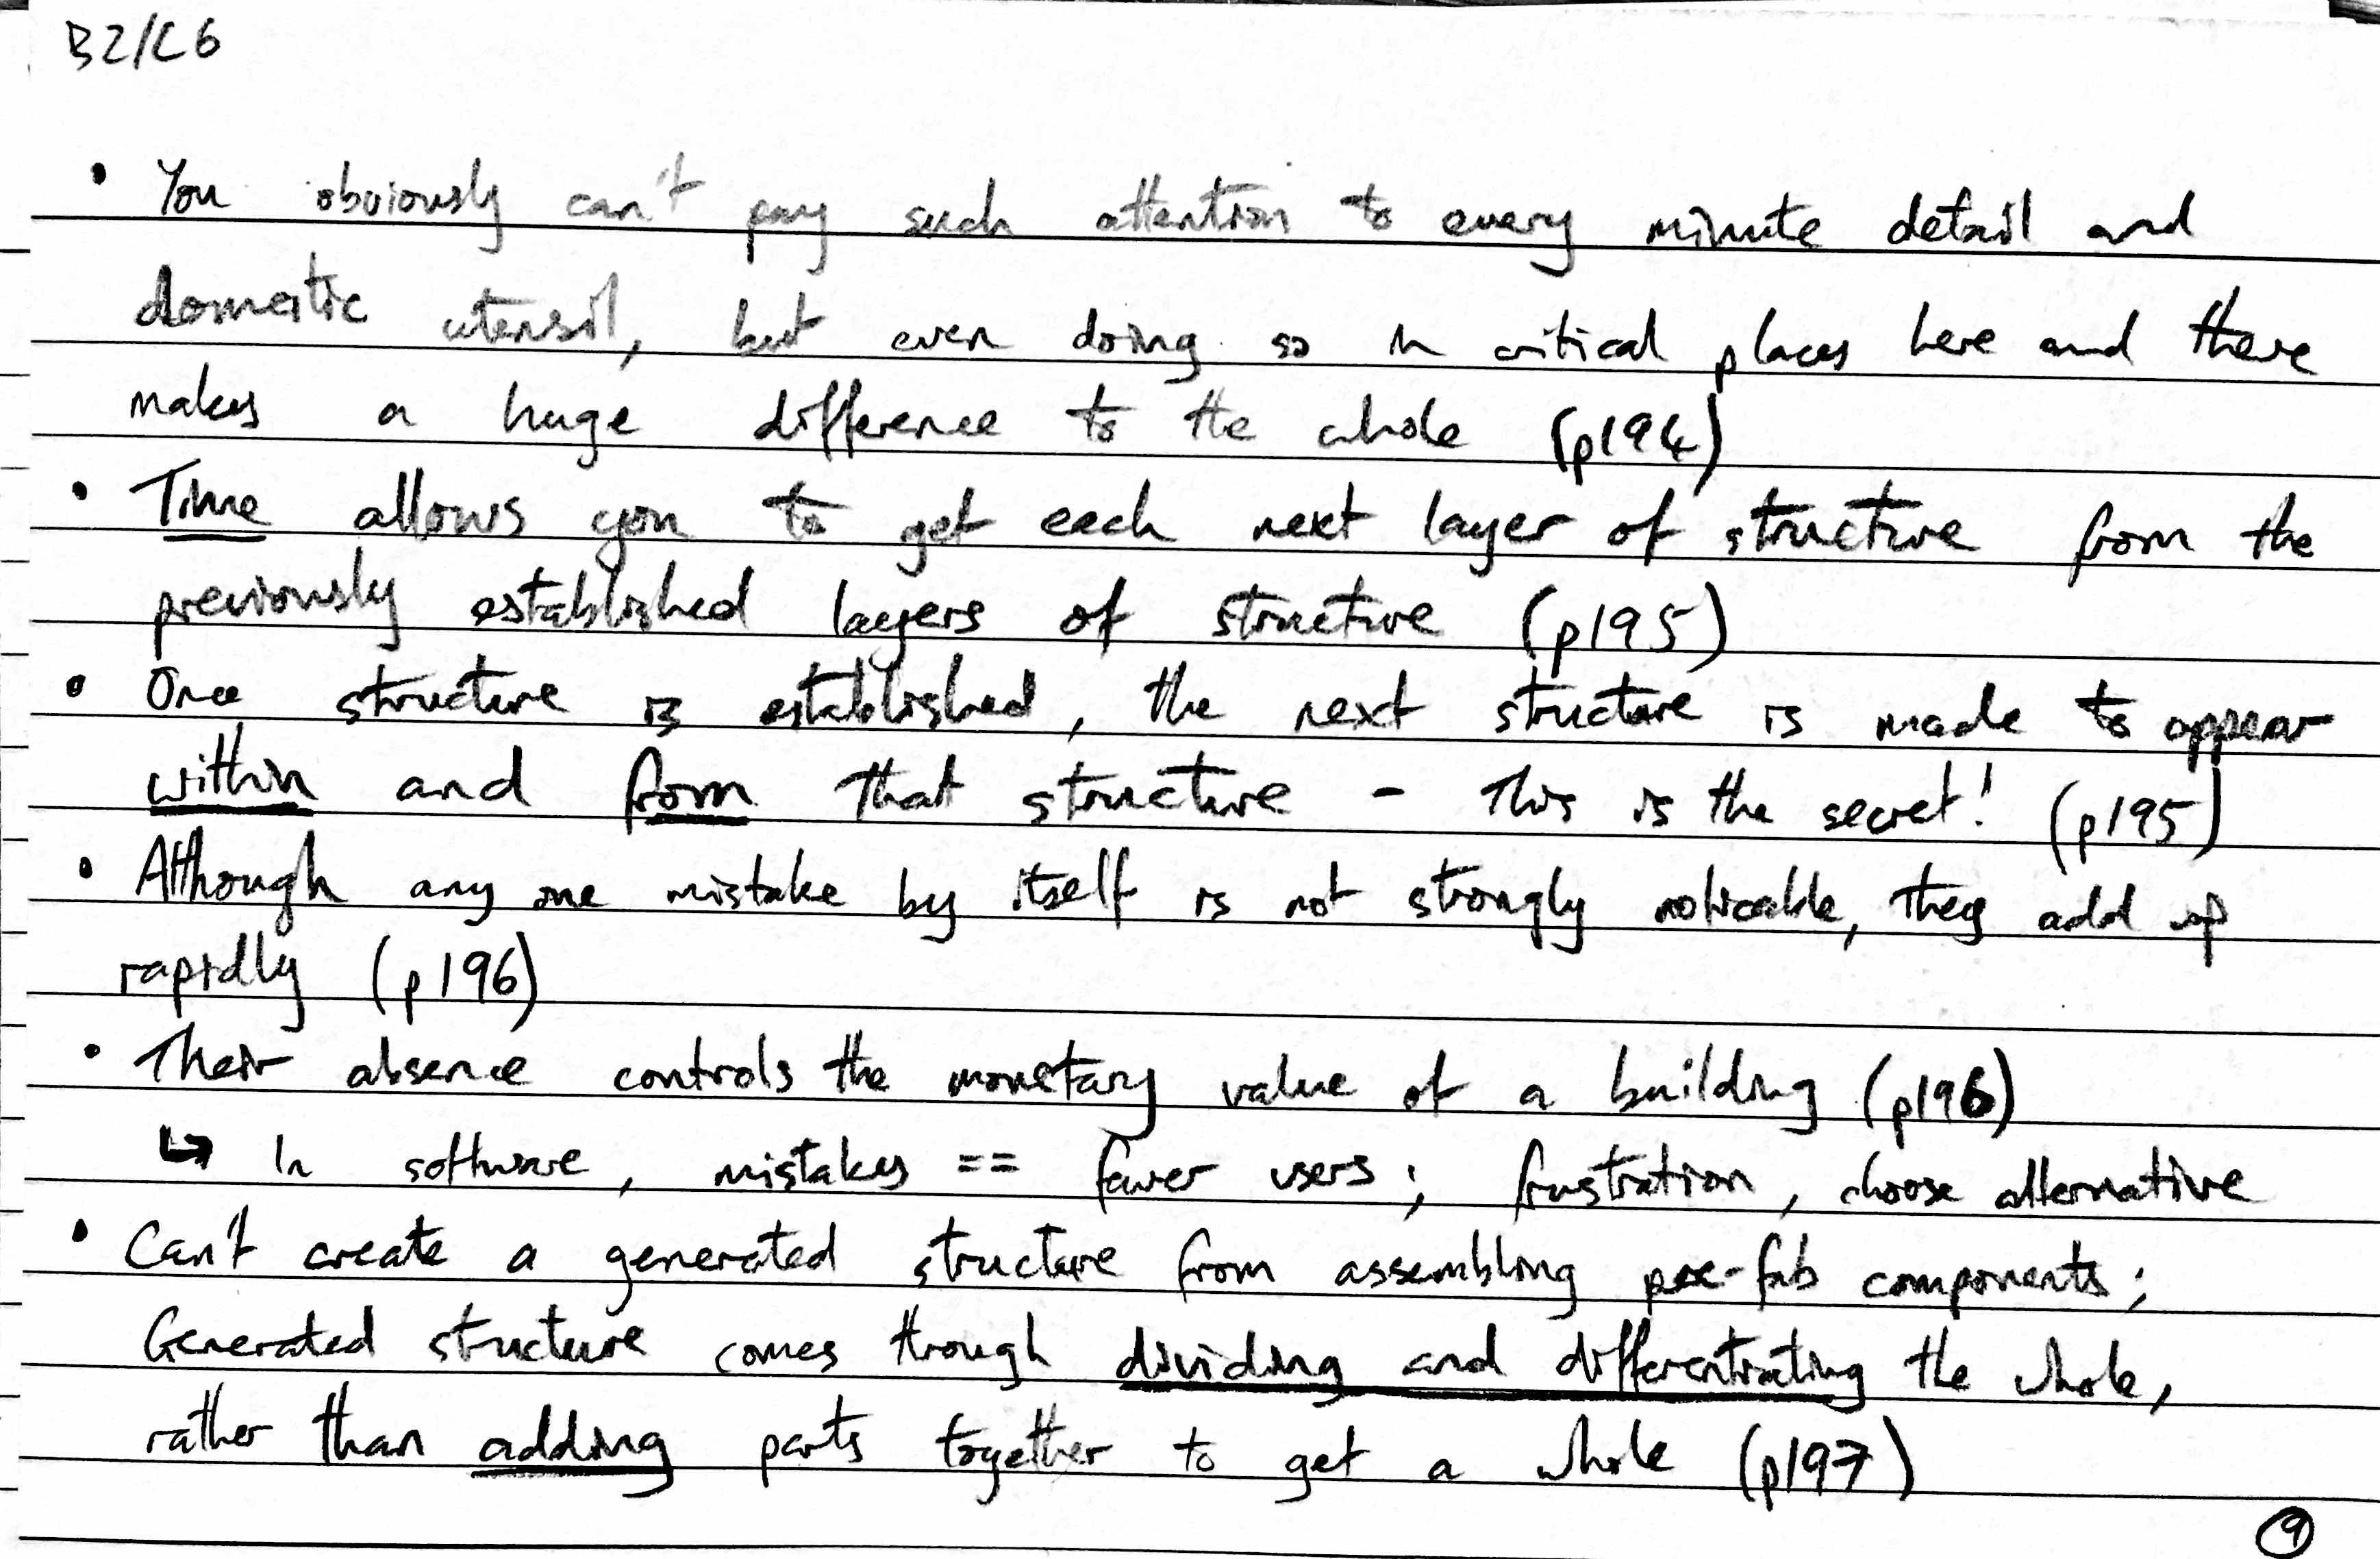 B2/C6
• You obviously can't pay such attention to every minute detail and
domestic utensil, but even doing so in critical places here and there
makes a huge difference to the whole (p194)
• Time allows you to get each next layer of structure from the
previously established layers of structure (p195)
• Once structure is established, the next structure is made to appear
within and from that structure - This is the secret! (p195)
• Although any one mistake by itself is not strongly noticable, they add up
rapidly (p196)
• Their absence controls the monetary value of a building (p196)
↳ In software, mistakes == fewer users; frustration, choose alternative
• Can't create a generated structure from assembling pre-fab components;
Generated structure comes through dividing and differentiating the whole,
rather than adding parts together to get a whole (p197)
9